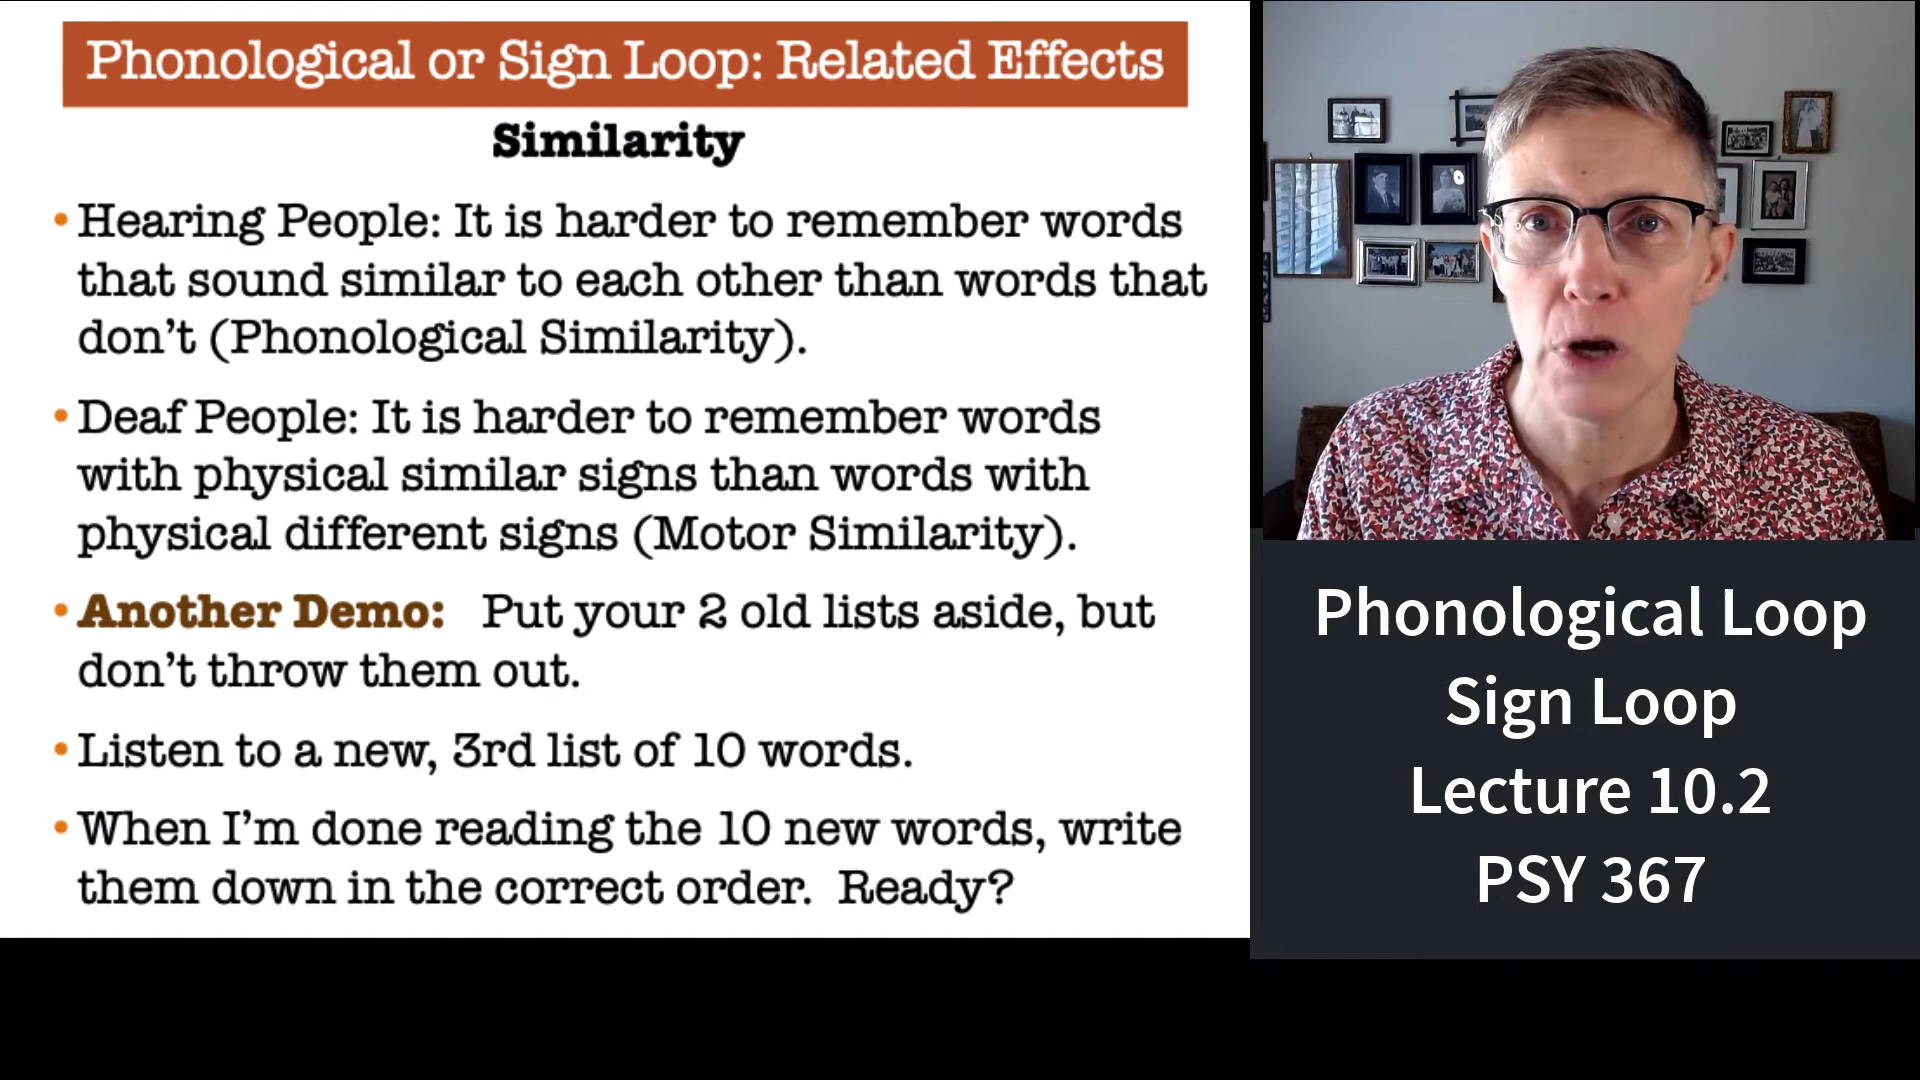 Phonological or Sign Loop: Related Effects
Similarity
• Hearing People: It is harder to remember words
that sound similar to each other than words that
don't (Phonological Similarity).
• Deaf People: It is harder to remember words
with physical similar signs than words with
physical different signs (Motor Similarity).
• Another Demo: Put your 2 old lists aside, but
don't throw them out.
• Listen to a new, 3rd list of 10 words.
• When I'm done reading the 10 new words, write
them down in the correct order. Ready?
Phonological Loop
Sign Loop
Lecture 10.2
PSY 367